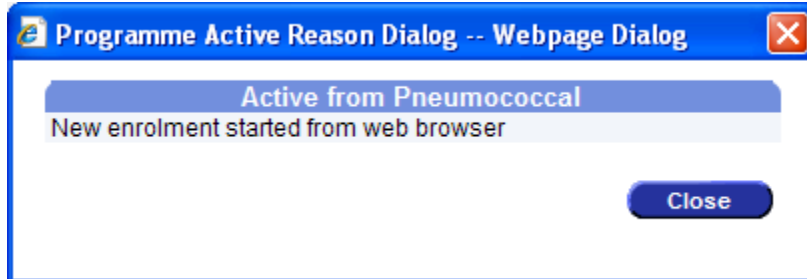 Programme Active Reason Dialog -- Webpage Dialog
Active from Pneumococcal
New enrolment started from web browser
Close